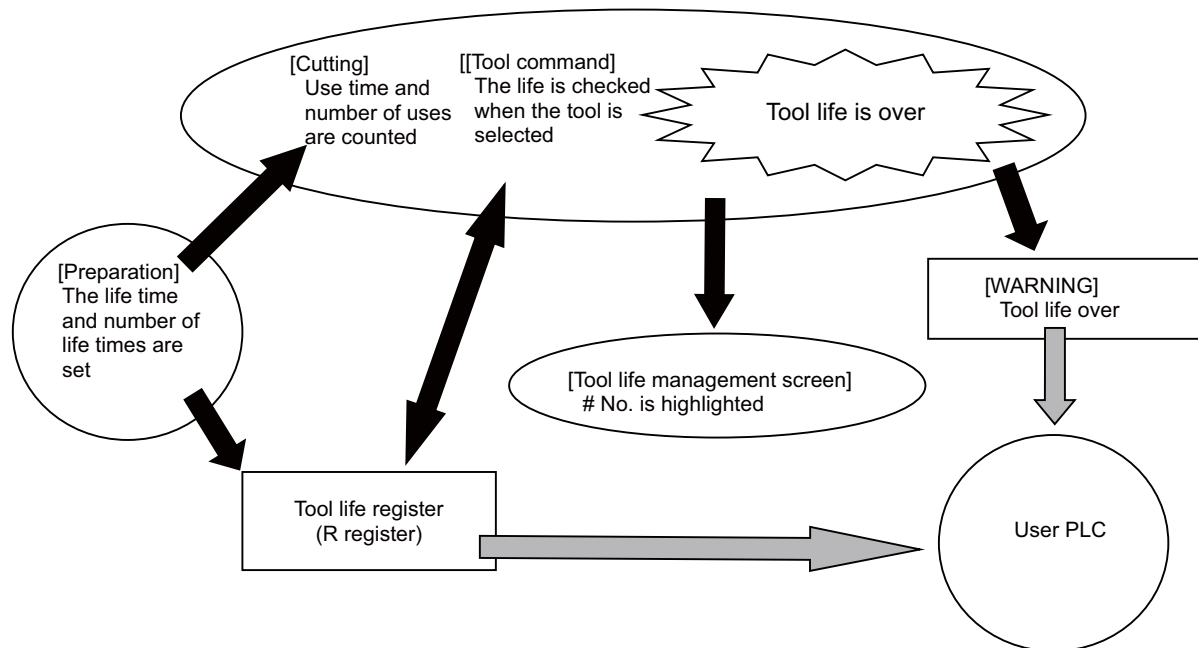 [Cutting]
Use time and
number of uses
are counted
[[Tool command]
The life is checked
when the tool is
selected
Tool life is over
[Preparation]
The life time
and number of
life times are
set
[WARNING]
Tool life over
[Tool life management screen]
# No. is highlighted
Tool life register
(R register)
User PLC